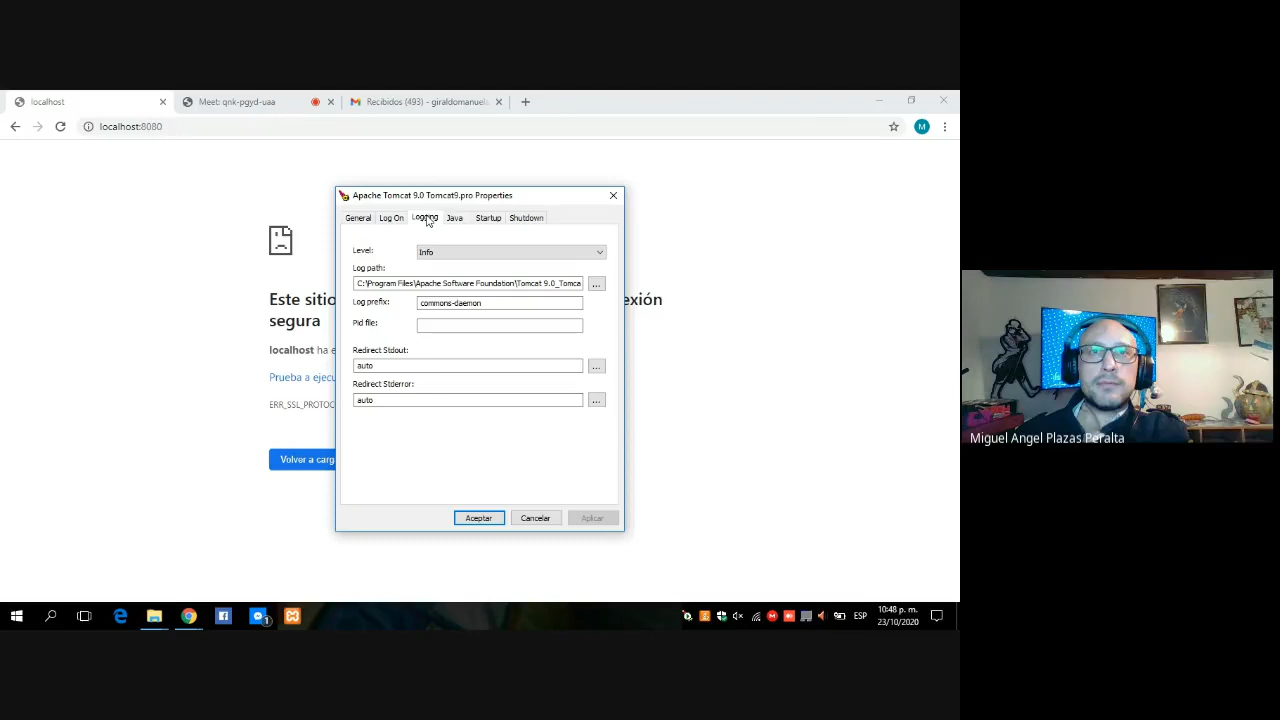 localhost
Meet: qnk-pgyd-uaa
Recibidos (493) - giraldomanuela
localhost:8080
M
Apache Tomcat 9.0 Tomcat9.pro Properties
General
Log On
Logging
Java
Startup
Shutdown
Level:
Info
Log path:
C:\Program Files\Apache Software Foundation\Tomcat 9.0_Tomca
...
Log prefix:
commons-daemon
Pid file:
Redirect Stdout:
auto
...
Redirect Stderror:
auto
...
Aceptar
Cancelar
Aplicar
Este sitio
exión
segura
localhost ha e
Prueba a ejecu
ERR_SSL_PROTOC
Volver a carg
Miguel Angel Plazas Peralta
1
ESP
10:48 p. m.
23/10/2020